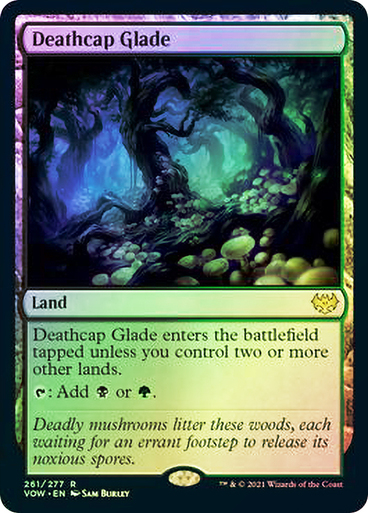 Deathcap Glade
Land
Deathcap Glade enters the battlefield
tapped unless you control two or more
other lands.
: Add or .
Deadly mushrooms litter these woods, each
waiting for an errant footstep to release its
noxious spores.
261/277 R
VOW • EN Sam Burley
™ & © 2021 Wizards of the Coast